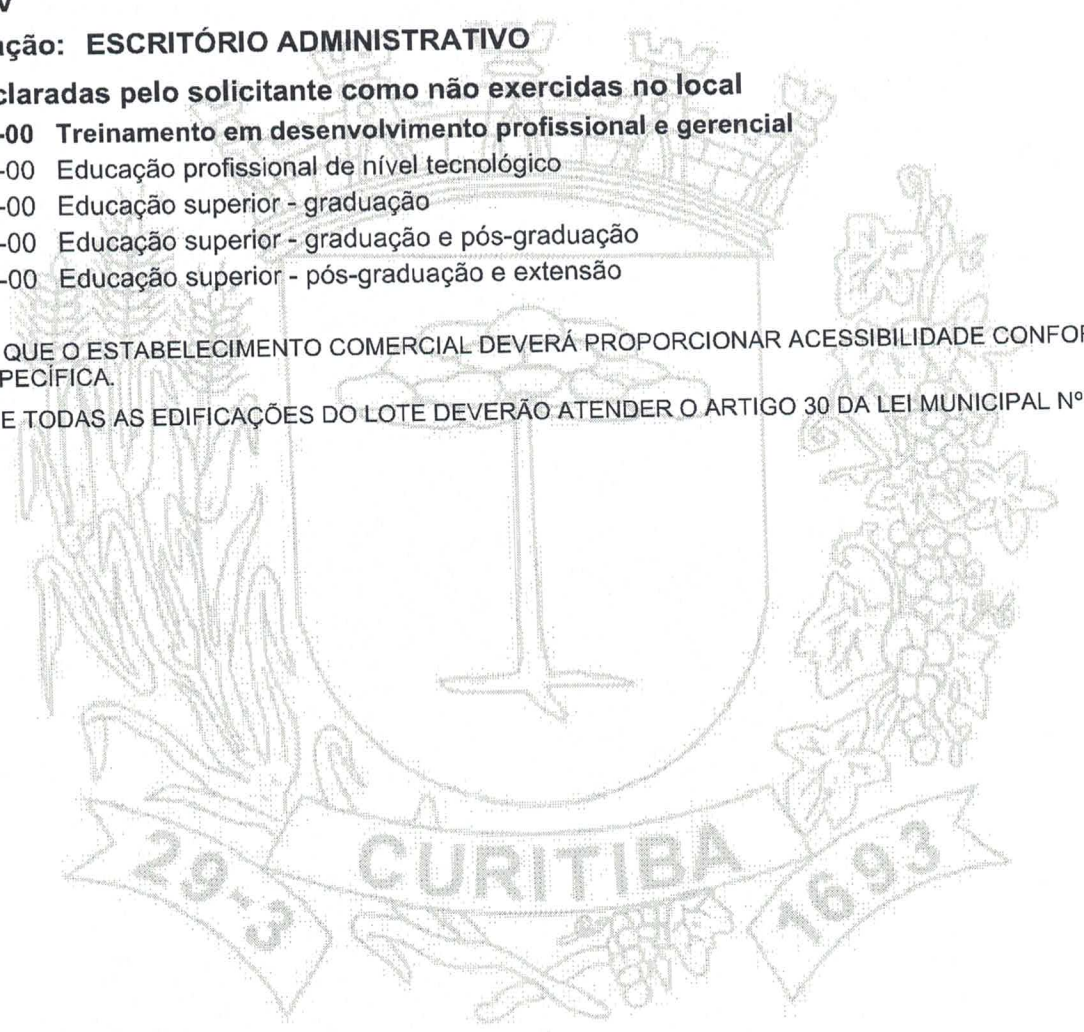 ução: ESCRITÓRIO ADMINISTRATIVO
claradas pelo solicitante como não exercidas no local
-00 Treinamento em desenvolvimento profissional e gerencial
-00 Educação profissional de nível tecnológico
-00 Educação superior - graduação
-00 Educação superior - graduação e pós-graduação
-00 Educação superior - pós-graduação e extensão
QUE O ESTABELECIMENTO COMERCIAL DEVERÁ PROPORCIONAR ACESSIBILIDADE CONFOR
PECÍFICA.
E TODAS AS EDIFICAÇÕES DO LOTE DEVERÃO ATENDER O ARTIGO 30 DA LEI MUNICIPAL Nº
29-3 CURITIBA 1693